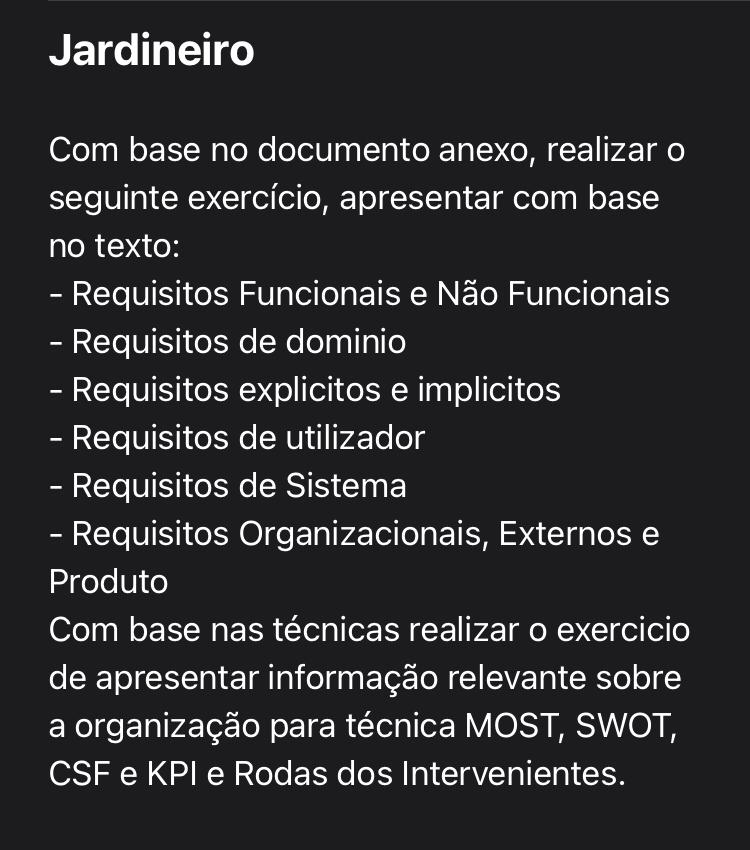 Jardineiro
Com base no documento anexo, realizar o
seguinte exercício, apresentar com base
no texto:
- Requisitos Funcionais e Não Funcionais
- Requisitos de dominio
- Requisitos explicitos e implicitos
- Requisitos de utilizador
- Requisitos de Sistema
- Requisitos Organizacionais, Externos e
Produto
Com base nas técnicas realizar o exercicio
de apresentar informação relevante sobre
a organização para técnica MOST, SWOT,
CSF e KPI e Rodas dos Intervenientes.